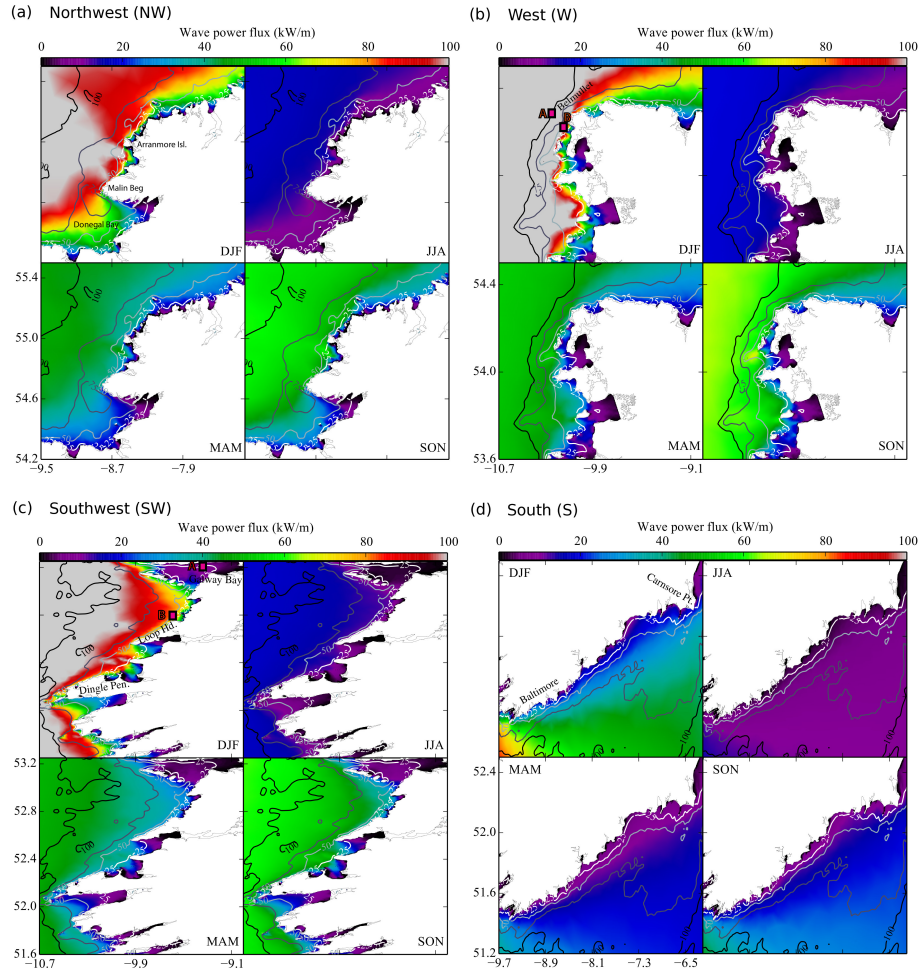 (a) Northwest (NW)
Wave power flux (kW/m)
0 20 40 60 80 100
100
Arranmore Isl.
Malin Beg
Donegal Bay
DJF
JJA
55.4
55.0
54.6
54.2
100
MAM
SON
−9.5 −8.7 −7.9
(b) West (W)
Wave power flux (kW/m)
0 20 40 60 80 100
Belmullet
A
B
50
DJF
JJA
54.4
54.0
53.6
50
MAM
SON
−10.7 −9.9 −9.1
(c) Southwest (SW)
Wave power flux (kW/m)
0 20 40 60 80 100
A
Galway Bay
B
Loop Hd.
100
Dingle Pen.
DJF
JJA
53.2
52.8
52.4
52.0
51.6
100
MAM
SON
−10.7 −9.9 −9.1
(d) South (S)
Wave power flux (kW/m)
0 20 40 60 80 100
DJF
JJA
Carnsore Pt.
Baltimore
100
MAM
SON
52.4
52.0
51.6
51.2
100
−9.7 −8.9 −8.1 −7.3 −6.5